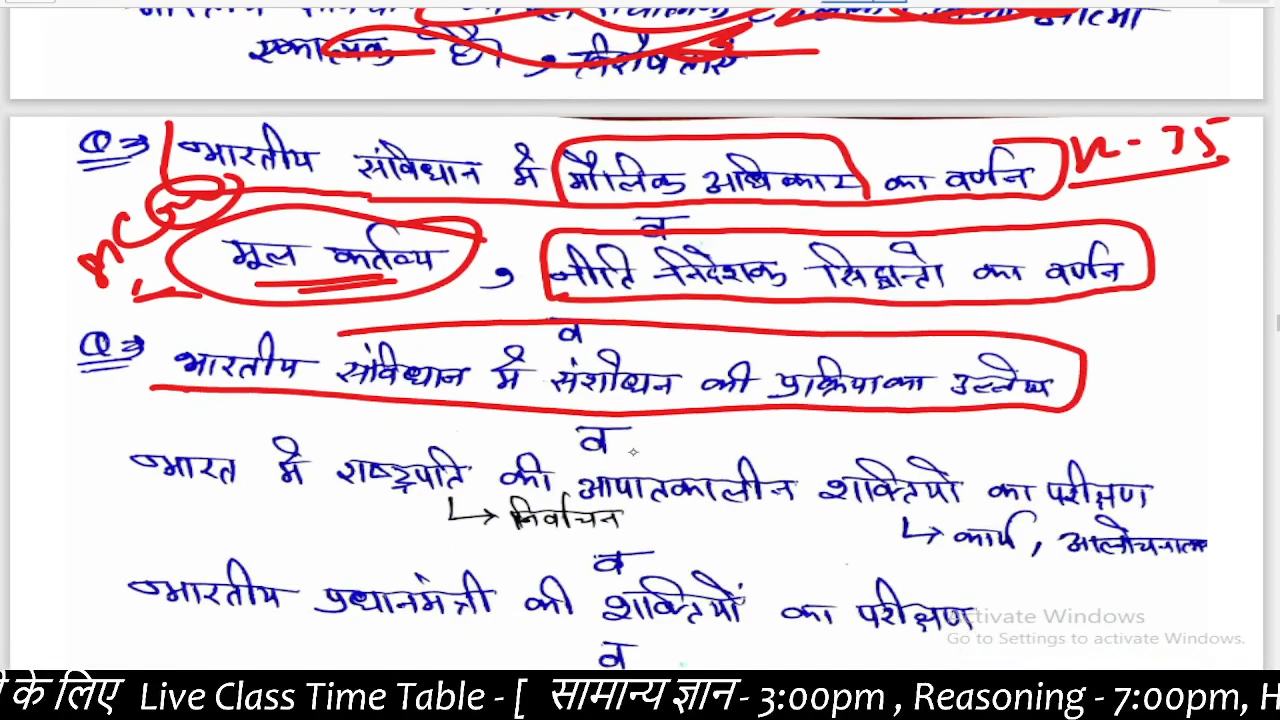 स्मात्मक है। , विशेषताएँ
Q ⇒ भारतीय संविधान में मौलिक अधिकार का वर्णन
व
मूल कर्तव्य , नीति निदेशक सिद्धान्तो का वर्णन
व
Q ⇒ भारतीय संविधान में संशोधन की प्रक्रिया का उल्लेख
व
भारत में राष्ट्रपति की आपातकालीन शक्तियों का परीक्षण
↳ निर्वाचन
↳ कार्य , आलोचनात्मक
व
भारतीय प्रधानमंत्री की शक्तियों का परीक्षण
व
Activate Windows
Go to Settings to activate Windows.
के लिए Live Class Time Table - [ सामान्य ज्ञान - 3:00pm , Reasoning - 7:00pm, H